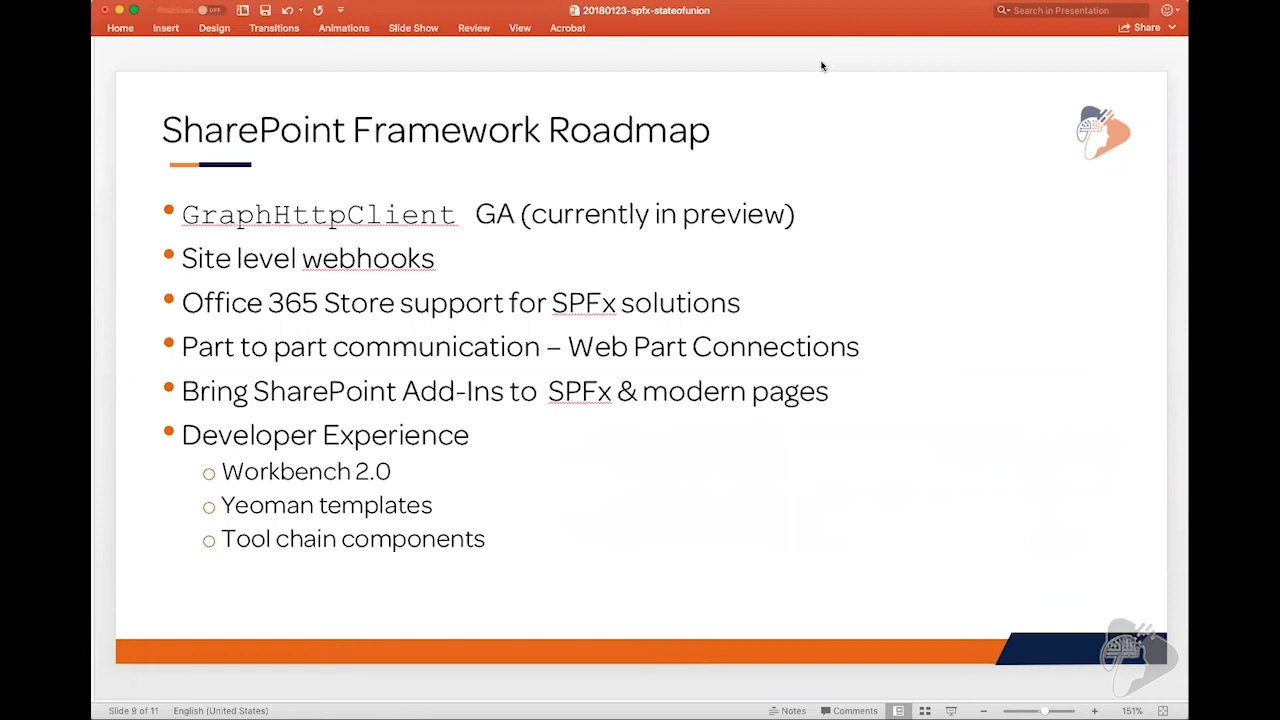 OFF
20180123-spfx-stateofunion
Search in Presentation
Home Insert Design Transitions Animations Slide Show Review View Acrobat Share
SharePoint Framework Roadmap
GraphHttpClient GA (currently in preview)
Site level webhooks
Office 365 Store support for SPFx solutions
Part to part communication – Web Part Connections
Bring SharePoint Add-Ins to SPFx & modern pages
Developer Experience
Workbench 2.0
Yeoman templates
Tool chain components
Slide 9 of 11 English (United States) Notes Comments 151%